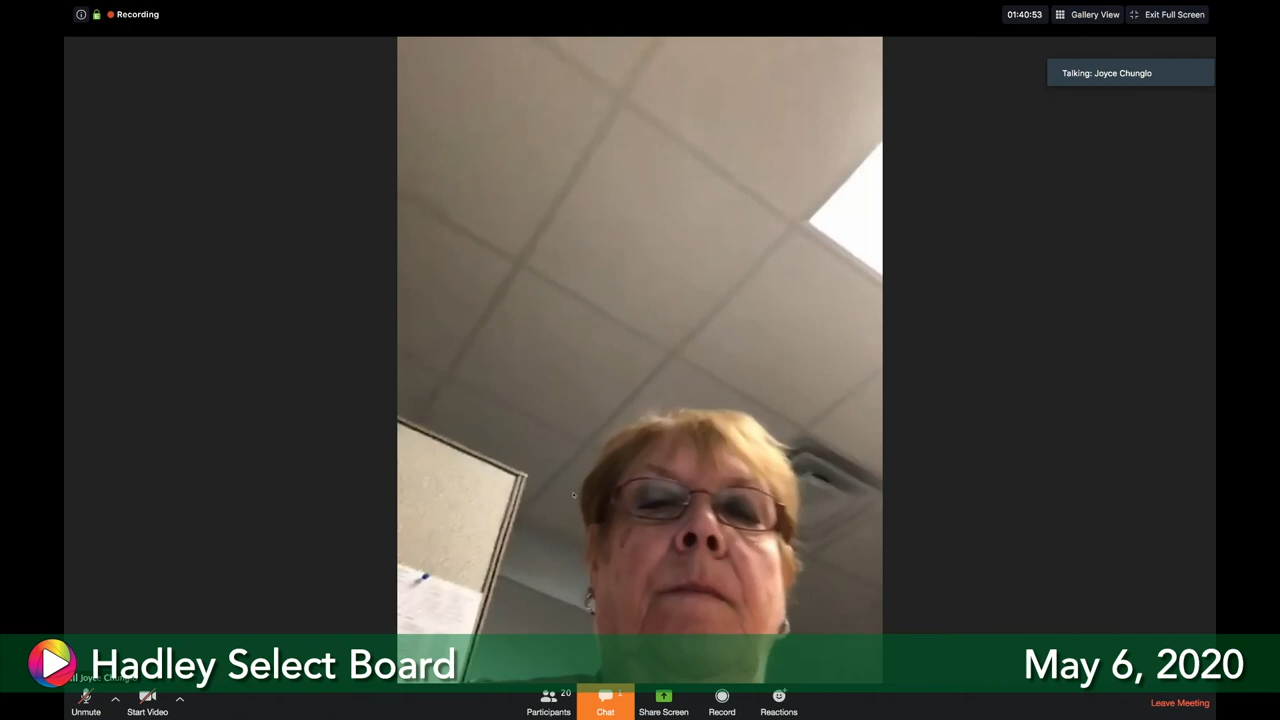 Recording
01:40:53
Gallery View
Exit Full Screen
Talking: Joyce Chunglo
Hadley Select Board
May 6, 2020
Unmute
Start Video
Participants
20
Chat
1
Share Screen
Record
Reactions
Leave Meeting